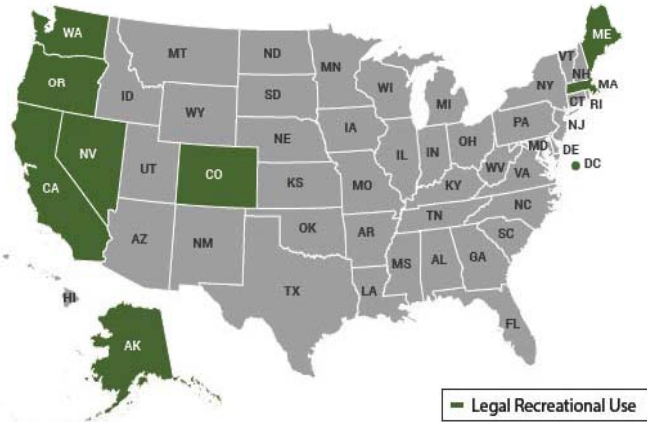 WA
ME
MT
ND
VT
OR
MN
NH
ID
SD
WI
NY
MA
WY
MI
CT
RI
IA
PA
NJ
NE
NV
OH
MD
DE
UT
CO
IL
IN
DC
CA
KS
MO
WV
VA
KY
NC
TN
OK
AZ
NM
AR
SC
MS
AL
GA
TX
LA
HI
FL
AK
Legal Recreational Use